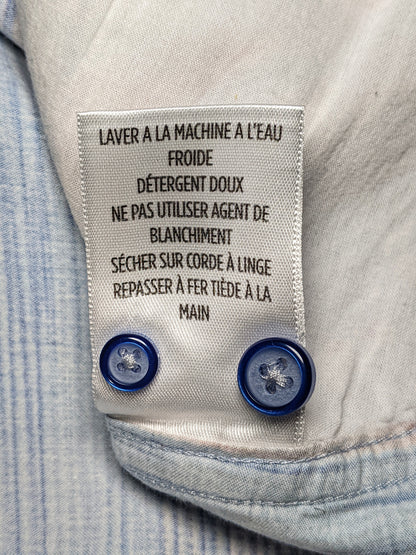 LAVER A LA MACHINE A L'EAU
FROIDE
DÉTERGENT DOUX
NE PAS UTILISER AGENT DE
BLANCHIMENT
SÉCHER SUR CORDE À LINGE
REPASSER À FER TIÈDE À LA
MAIN